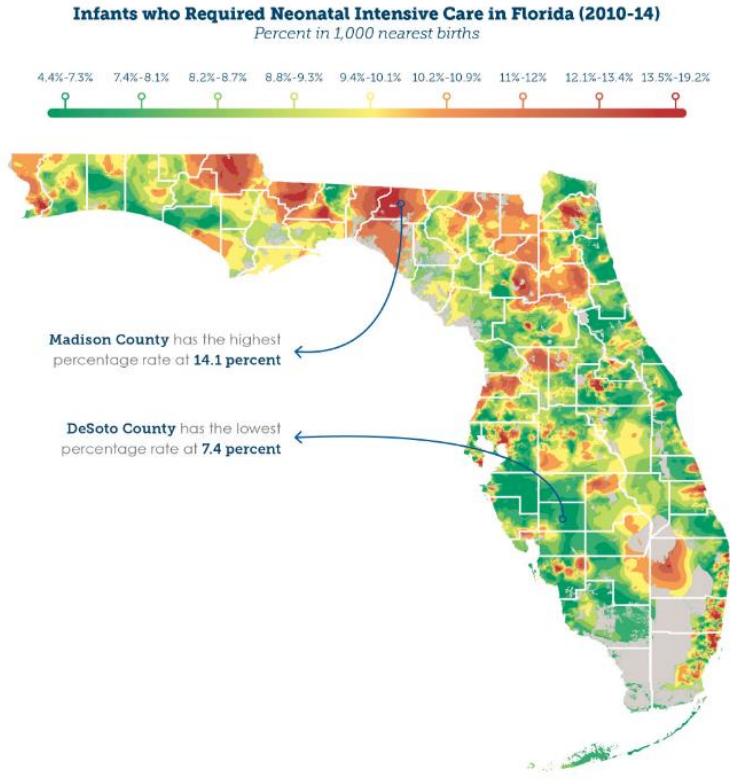 Infants who Required Neonatal Intensive Care in Florida (2010-14)
Percent in 1,000 nearest births
4.4%-7.3% 7.4%-8.1% 8.2%-8.7% 8.8%-9.3% 9.4%-10.1% 10.2%-10.9% 11%-12% 12.1%-13.4% 13.5%-19.2%
Madison County has the highest
percentage rate at 14.1 percent
DeSoto County has the lowest
percentage rate at 7.4 percent